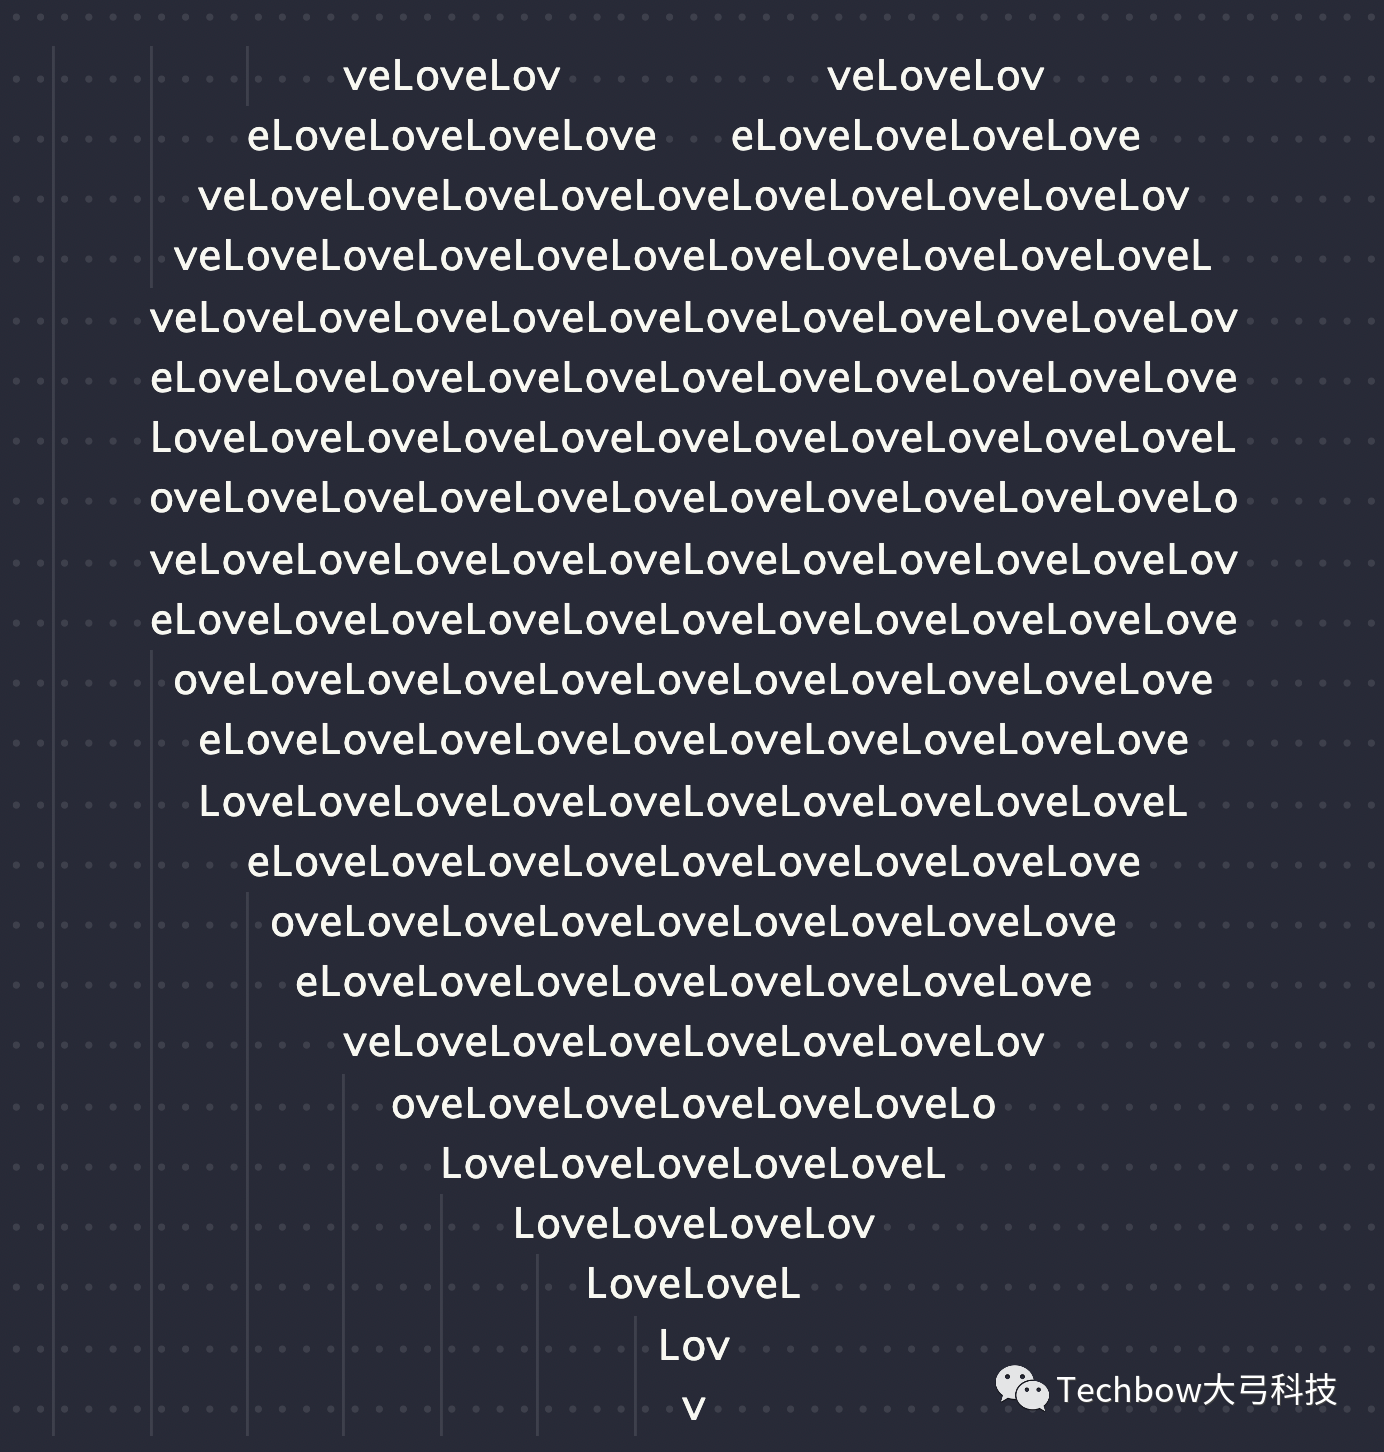 veLoveLov           veLoveLov
eLoveLoveLoveLove   eLoveLoveLoveLove
veLoveLoveLoveLoveLoveLoveLoveLoveLoveLov
veLoveLoveLoveLoveLoveLoveLoveLoveLoveLoveL
veLoveLoveLoveLoveLoveLoveLoveLoveLoveLoveLov
eLoveLoveLoveLoveLoveLoveLoveLoveLoveLoveLove
LoveLoveLoveLoveLoveLoveLoveLoveLoveLoveLoveL
oveLoveLoveLoveLoveLoveLoveLoveLoveLoveLoveLo
veLoveLoveLoveLoveLoveLoveLoveLoveLoveLoveLov
eLoveLoveLoveLoveLoveLoveLoveLoveLoveLoveLove
oveLoveLoveLoveLoveLoveLoveLoveLoveLoveLove
eLoveLoveLoveLoveLoveLoveLoveLoveLoveLove
LoveLoveLoveLoveLoveLoveLoveLoveLoveLoveL
eLoveLoveLoveLoveLoveLoveLoveLoveLove
oveLoveLoveLoveLoveLoveLoveLoveLove
eLoveLoveLoveLoveLoveLoveLoveLove
veLoveLoveLoveLoveLoveLoveLov
oveLoveLoveLoveLoveLoveLo
LoveLoveLoveLoveLoveL
LoveLoveLoveLov
LoveLoveL
Lov
v
Techbow大弓科技